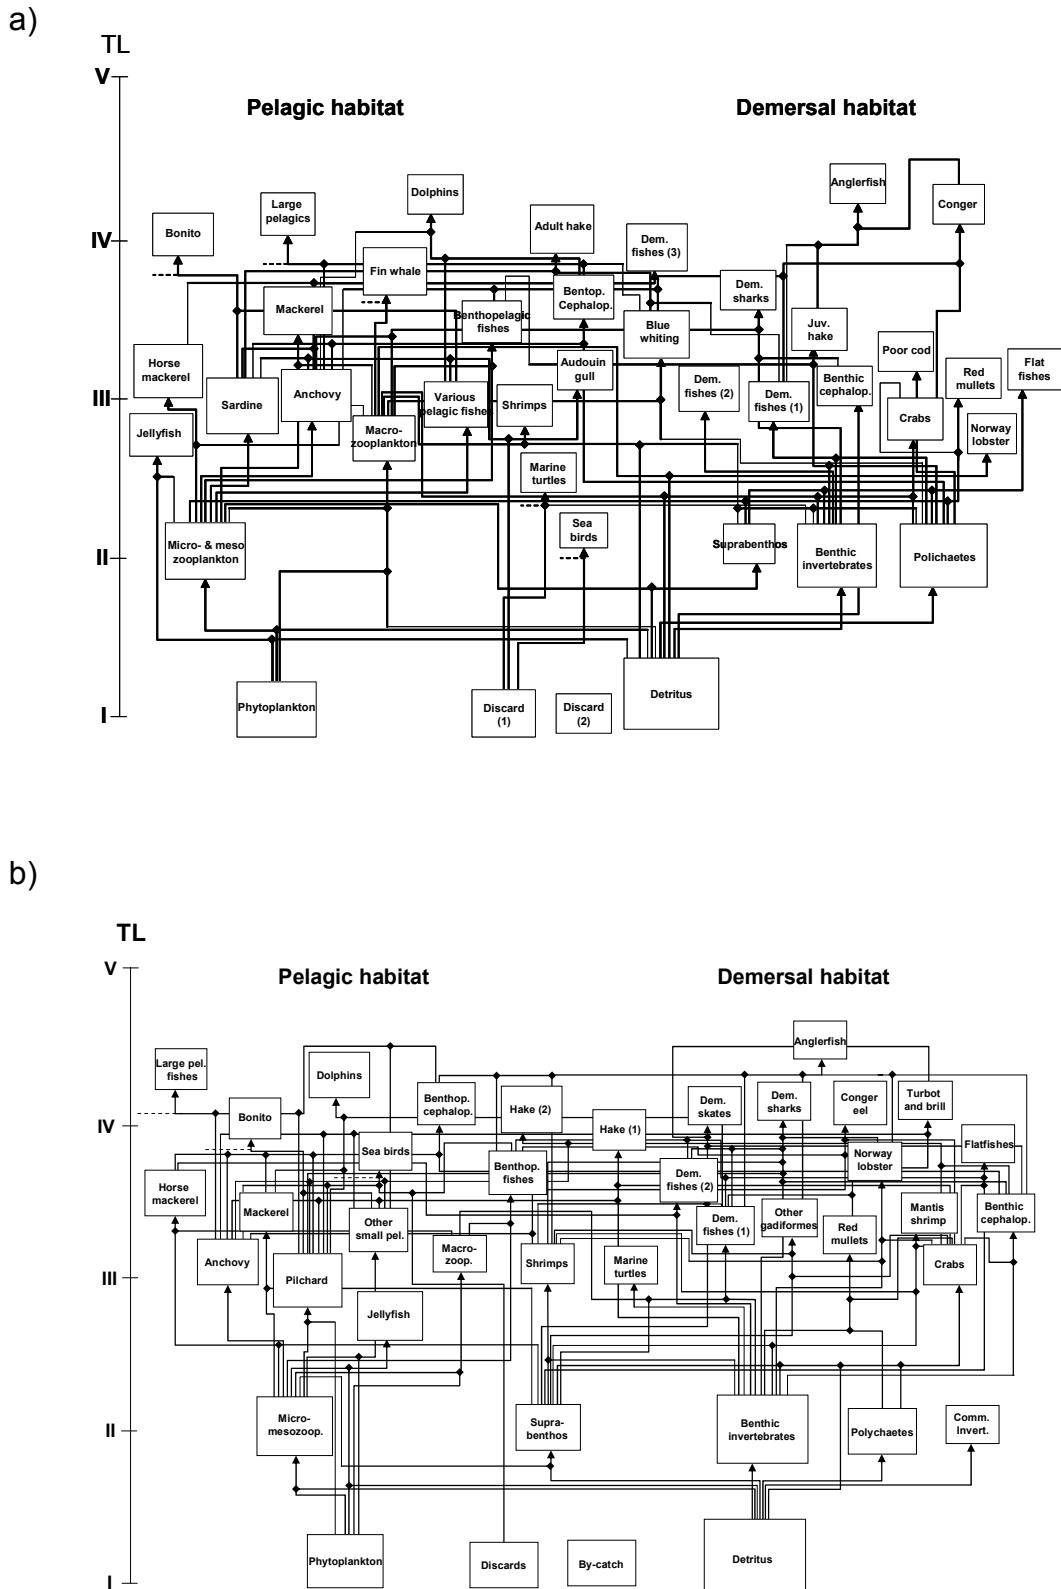 a)
TL
V
Pelagic habitat
Demersal habitat
Anglerfish
Dolphins
Conger
Large
pelagics
Bonito
Adult hake
IV
Dem.
fishes (3)
Fin whale
Dem.
sharks
Bentop.
Cephalop.
Mackerel
Benthopelagic
fishes
Blue
whiting
Juv.
hake
Poor cod
Horse
mackerel
Audouin
gull
Red
mullets
Flat
fishes
Anchovy
Dem.
fishes (2)
Benthic
cephalop.
Sardine
Various
pelagic fishes
Shrimps
Dem.
fishes (1)
III
Crabs
Jellyfish
Macro-
zooplankton
Norway
lobster
Marine
turtles
Sea
birds
Micro- & meso
zooplankton
Suprabenthos
Benthic
invertebrates
Polichaetes
II
Phytoplankton
Discard
(1)
Discard
(2)
Detritus
I
b)
TL
V
Pelagic habitat
Demersal habitat
Anglerfish
Large pel.
fishes
Dolphins
Benthop.
cephalop.
Hake (2)
Dem.
skates
Dem.
sharks
Conger
eel
Turbot
and brill
Bonito
IV
Hake (1)
Sea birds
Flatfishes
Norway
lobster
Benthop.
fishes
Dem.
fishes (2)
Horse
mackerel
Mackerel
Other
small pel.
Dem.
fishes (1)
Other
gadiformes
Red
mullets
Mantis
shrimp
Benthic
cephalop.
Anchovy
Macro-
zoop.
Shrimps
Marine
turtles
Crabs
Pilchard
III
Jellyfish
Micro-
mesozoop.
Supra-
benthos
Benthic
invertebrates
Polychaetes
Comm.
Invert.
II
Phytoplankton
Discards
By-catch
Detritus
I